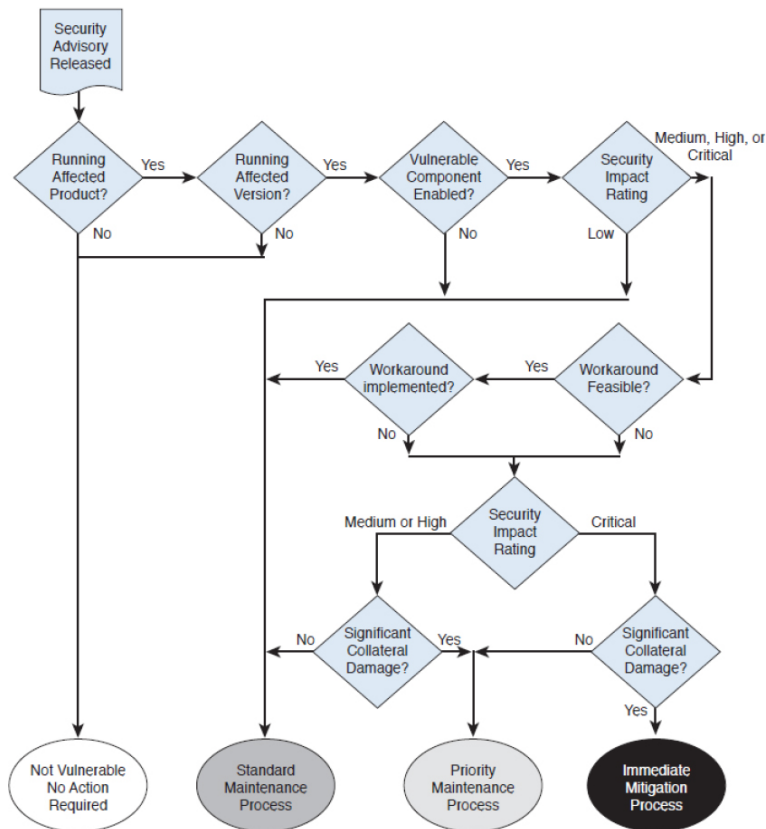 Security
Advisory
Released
Running
Affected
Product?
Yes
Running
Affected
Version?
Yes
Vulnerable
Component
Enabled?
Yes
Security
Impact
Rating
Medium, High, or
Critical
No
No
No
Low
Yes
Workaround
implemented?
Yes
Workaround
Feasible?
No
No
Medium or High
Security
Impact
Rating
Critical
No
Significant
Collateral
Damage?
Yes
No
Significant
Collateral
Damage?
Yes
Not Vulnerable
No Action
Required
Standard
Maintenance
Process
Priority
Maintenance
Process
Immediate
Mitigation
Process